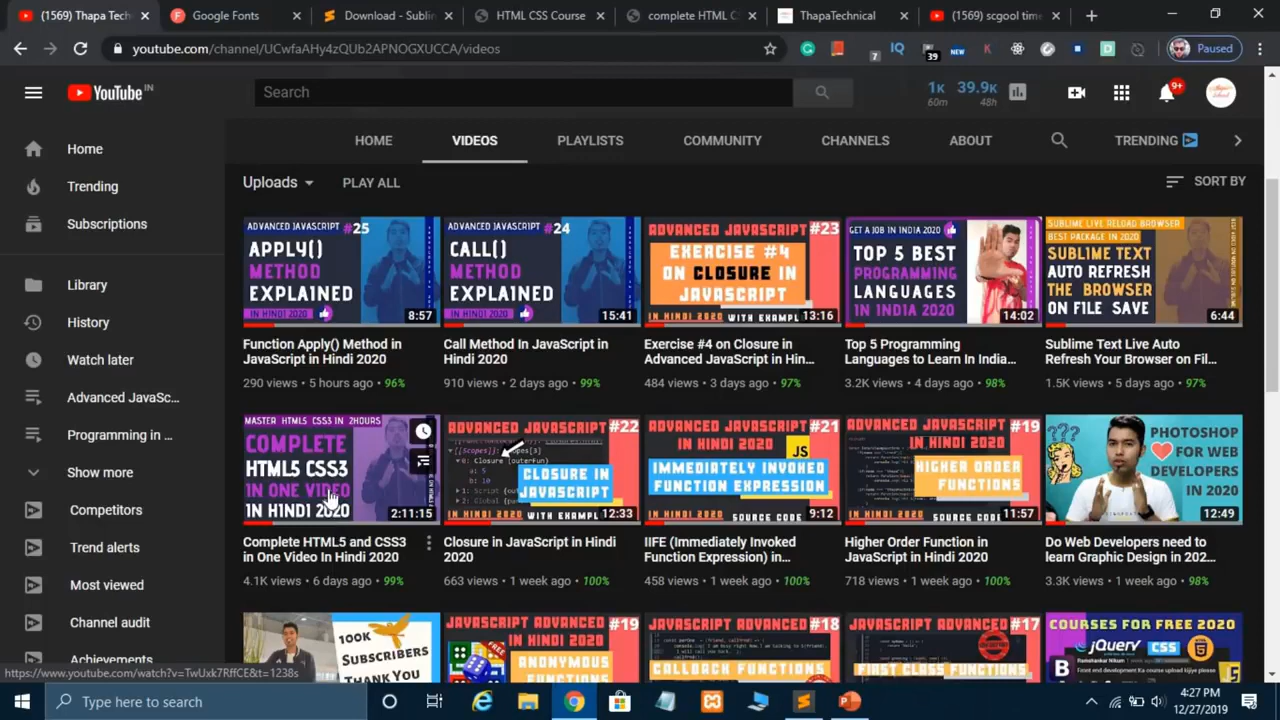 (1569) Thapa Tech
Google Fonts
Download - Sublin
HTML CSS Course
complete HTML C
ThapaTechnical
(1569) scgool time
youtube.com/channel/UCwfaAHy4zQUb2APNOGXUCCA/videos
7
IQ
39
NEW
K
D
Paused
YouTube IN
Search
1K 39.9K
60m 48h
9+
HOME
VIDEOS
PLAYLISTS
COMMUNITY
CHANNELS
ABOUT
TRENDING
Home
Trending
Subscriptions
Library
History
Watch later
Advanced JavaSc...
Programming in ...
Show more
Competitors
Trend alerts
Most viewed
Channel audit
Achievements
Uploads
PLAY ALL
SORT BY
ADVANCED JAVASCRIPT #25
APPLY()
METHOD
EXPLAINED
IN HINDI 2020
8:57
Function Apply() Method in
JavaScript in Hindi 2020
290 views • 5 hours ago • 96%
ADVANCED JAVASCRIPT #24
CALL()
METHOD
EXPLAINED
IN HINDI 2020
15:41
Call Method In JavaScript in
Hindi 2020
910 views • 2 days ago • 99%
ADVANCED JAVASCRIPT #23
EXERCISE #4
ON CLOSURE IN
JAVASCRIPT
IN HINDI 2020 WITH EXAMPL
13:16
Exercise #4 on Closure in
Advanced JavaScript in Hin...
484 views • 3 days ago • 97%
GET A JOB IN INDIA 2020
TOP 5 BEST
PROGRAMMING
LANGUAGES
IN INDIA 2020
14:02
Top 5 Programming
Languages to Learn In India...
3.2K views • 4 days ago • 98%
SUBLIME LIVE RELOAD BROWSER
BEST PACKAGE IN 2020
SUBLIME TEXT
AUTO REFRESH
THE BROWSER
ON FILE SAVE
6:44
Sublime Text Live Auto
Refresh Your Browser on Fil...
1.5K views • 5 days ago • 97%
MASTER HTML5 CSS3 IN 2HOURS
COMPLETE
HTML5 CSS3
IN ONE VIDEO
IN HINDI 2020
2:11:15
Complete HTML5 and CSS3
in One Video In Hindi 2020
4.1K views • 6 days ago • 99%
ADVANCED JAVASCRIPT #22
CLOSURE IN
JAVASCRIPT
IN HINDI 2020 WITH EXAMPL
12:33
Closure in JavaScript in Hindi
2020
663 views • 1 week ago • 100%
ADVANCED JAVASCRIPT #21
IN HINDI 2020
JS
IMMEDIATELY INVOKED
FUNCTION EXPRESSION
IN HINDI 2020 SOURCE CODE
9:12
IIFE (Immediately Invoked
Function Expression) in...
458 views • 1 week ago • 100%
ADVANCED JAVASCRIPT #19
IN HINDI 2020
HIGHER ORDER
FUNCTIONS
IN HINDI 2020 SOURCE COD
11:57
Higher Order Function in
JavaScript in Hindi 2020
718 views • 1 week ago • 100%
PHOTOSHOP
FOR WEB
DEVELOPERS
IN 2020
12:49
Do Web Developers need to
learn Graphic Design in 202...
3.3K views • 1 week ago • 98%
100K
SUBSCRIBERS
JAVASCRIPT ADVANCED #19
IN HINDI 2020
ANONYMOUS
JAVASCRIPT ADVANCED #18
CALLBACK FUNCTIONS
JAVASCRIPT ADVANCED #17
FIRST CLASS FUNCTIONS
COURSES FOR FREE 2020
jQuery
CSS
B
https://www.youtube.com/watch?v=TwUxk7RffCE&t=1238s
Type here to search
4:27 PM
12/27/2019